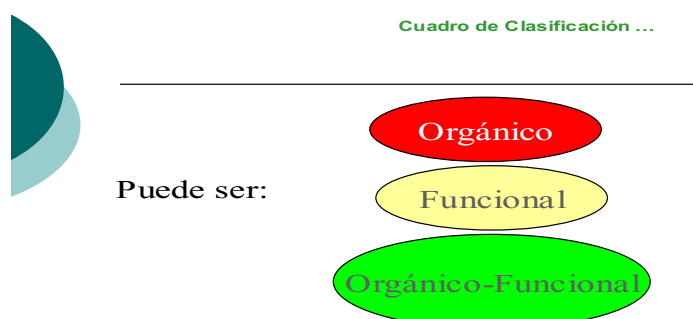 Cuadro de Clasificación ...
Orgánico
Puede ser:
Funcional
Orgánico-Funcional